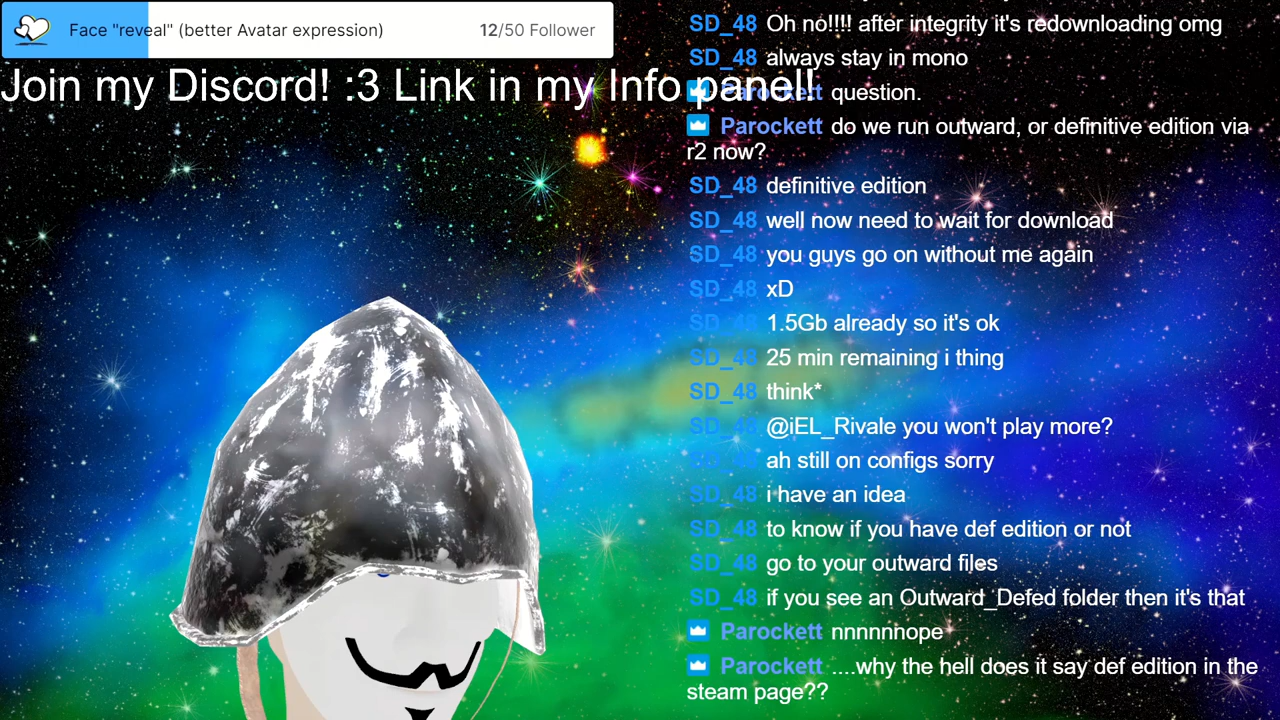 Face "reveal" (better Avatar expression) 12/50 Follower
Join my Discord! :3 Link in my Info panel!
SD_48 Oh no!!!! after integrity it's redownloading omg
SD_48 always stay in mono
Parockett question.
Parockett do we run outward, or definitive edition via
r2 now?
SD_48 definitive edition
SD_48 well now need to wait for download
SD_48 you guys go on without me again
SD_48 xD
SD_48 1.5Gb already so it's ok
SD_48 25 min remaining i thing
SD_48 think*
SD_48 @iEL_Rivale you won't play more?
SD_48 ah still on configs sorry
SD_48 i have an idea
SD_48 to know if you have def edition or not
SD_48 go to your outward files
SD_48 if you see an Outward_Defed folder then it's that
Parockett nnnnnhope
Parockett ....why the hell does it say def edition in the
steam page??